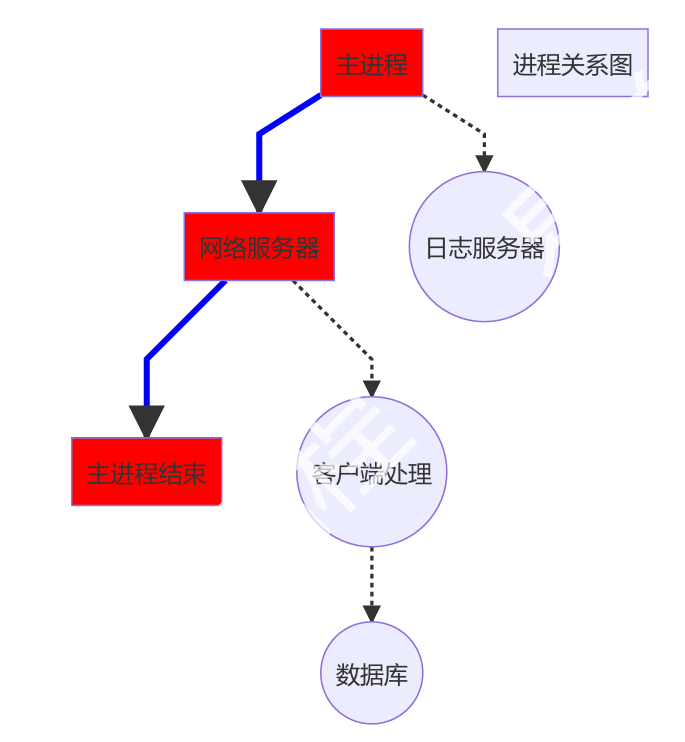 主进程
进程关系图
网络服务器
日志服务器
主进程结束
客户端处理
数据库